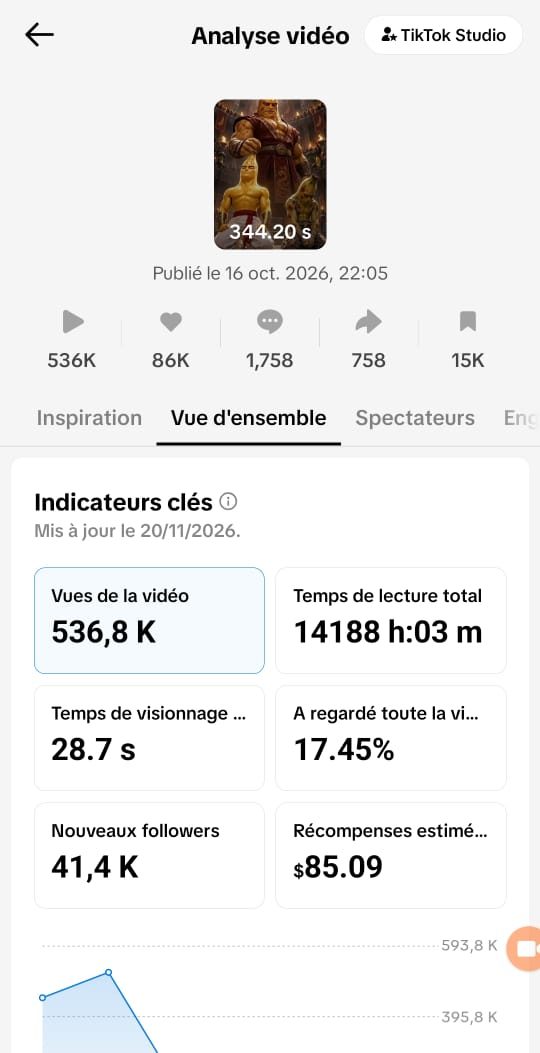 Analyse vidéo
TikTok Studio
344.20 s
Publié le 16 oct. 2026, 22:05
536K 86K 1,758 758 15K
Inspiration Vue d'ensemble Spectateurs Eng
Indicateurs clés
Mis à jour le 20/11/2026.
Vues de la vidéo
536,8 K
Temps de lecture total
14188 h:03 m
Temps de visionnage ...
28.7 s
A regardé toute la vi...
17.45%
Nouveaux followers
41,4 K
Récompenses estimé...
$85.09
593,8 K
395,8 K